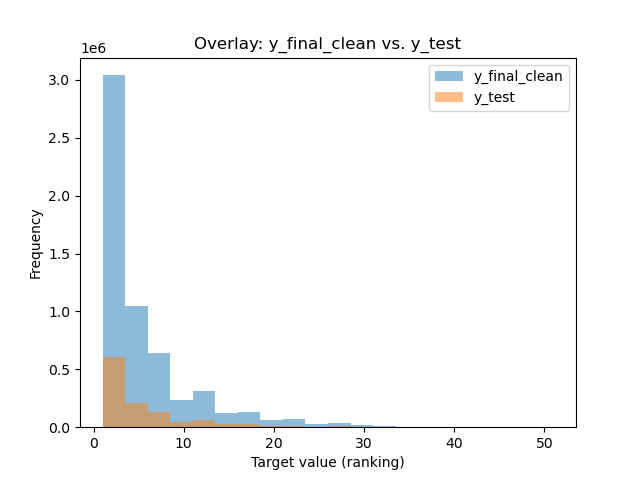 Overlay: y_final_clean vs. y_test
1e6
y_final_clean
y_test
3.0
2.5
2.0
1.5
1.0
0.5
0.0
Frequency
0 10 20 30 40 50
Target value (ranking)